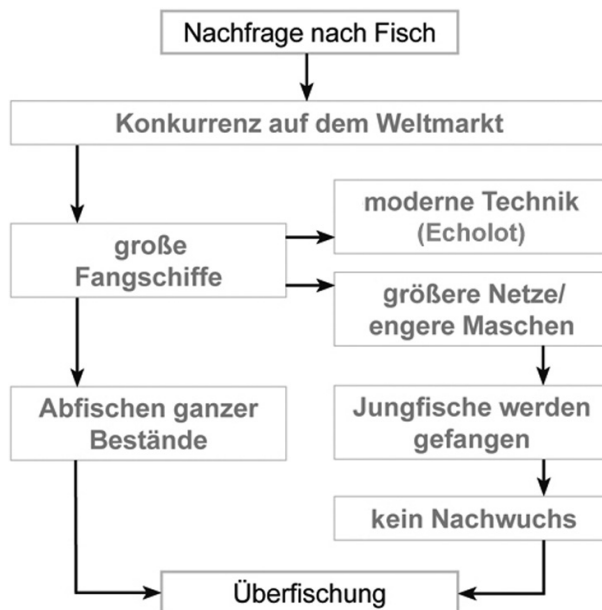 Nachfrage nach Fisch
Konkurrenz auf dem Weltmarkt
große
Fangschiffe
moderne Technik
(Echolot)
größere Netze/
engere Maschen
Abfischen ganzer
Bestände
Jungfische werden
gefangen
kein Nachwuchs
Überfischung